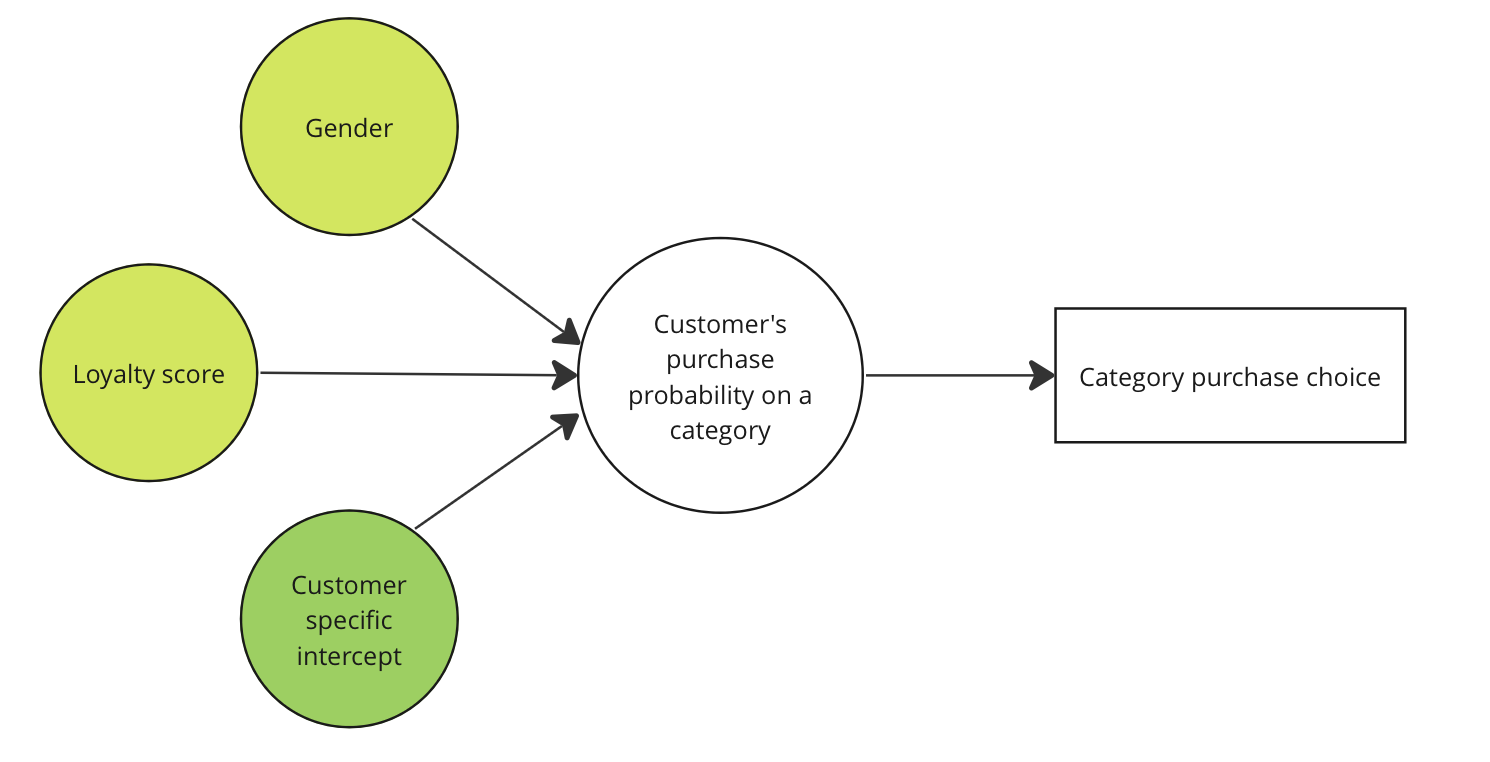 Gender
Loyalty score
Customer
specific
intercept
Customer's
purchase
probability on a
category
Category purchase choice